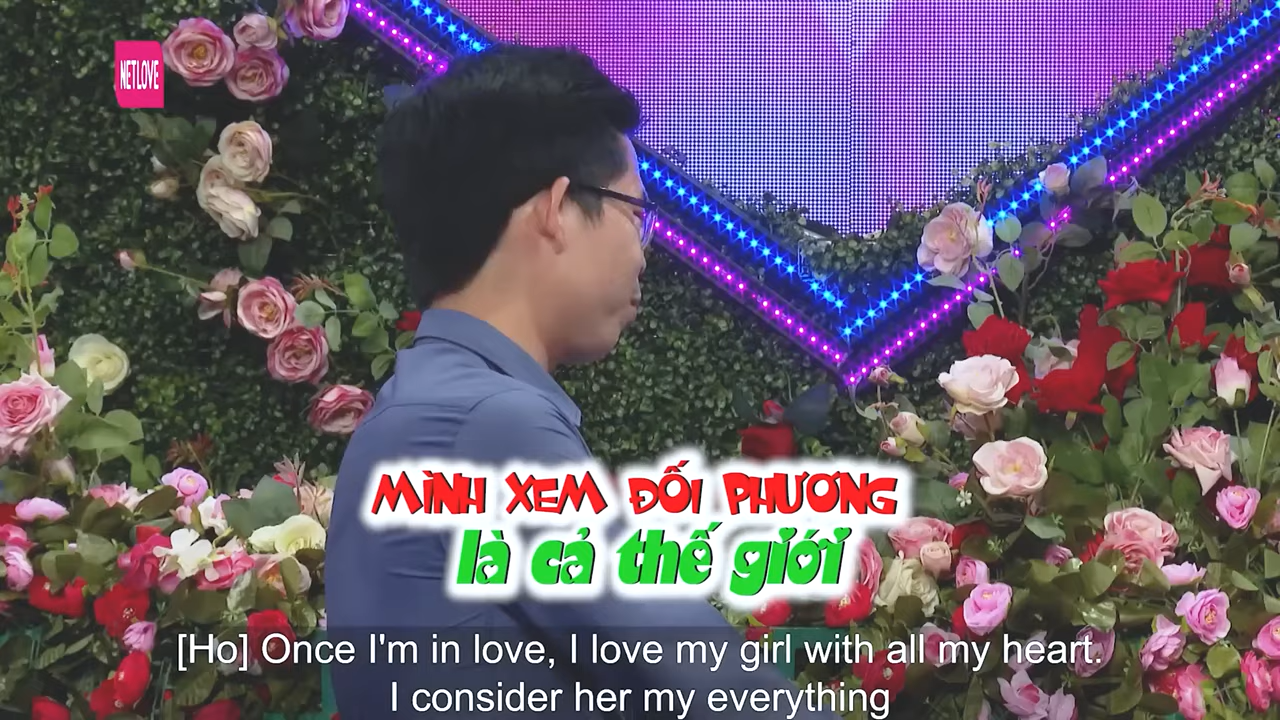 NETLOVE
MÌNH XEM ĐỐI PHƯƠNG
là cả thế giới
[Ho] Once I'm in love, I love my girl with all my heart.
I consider her my everything